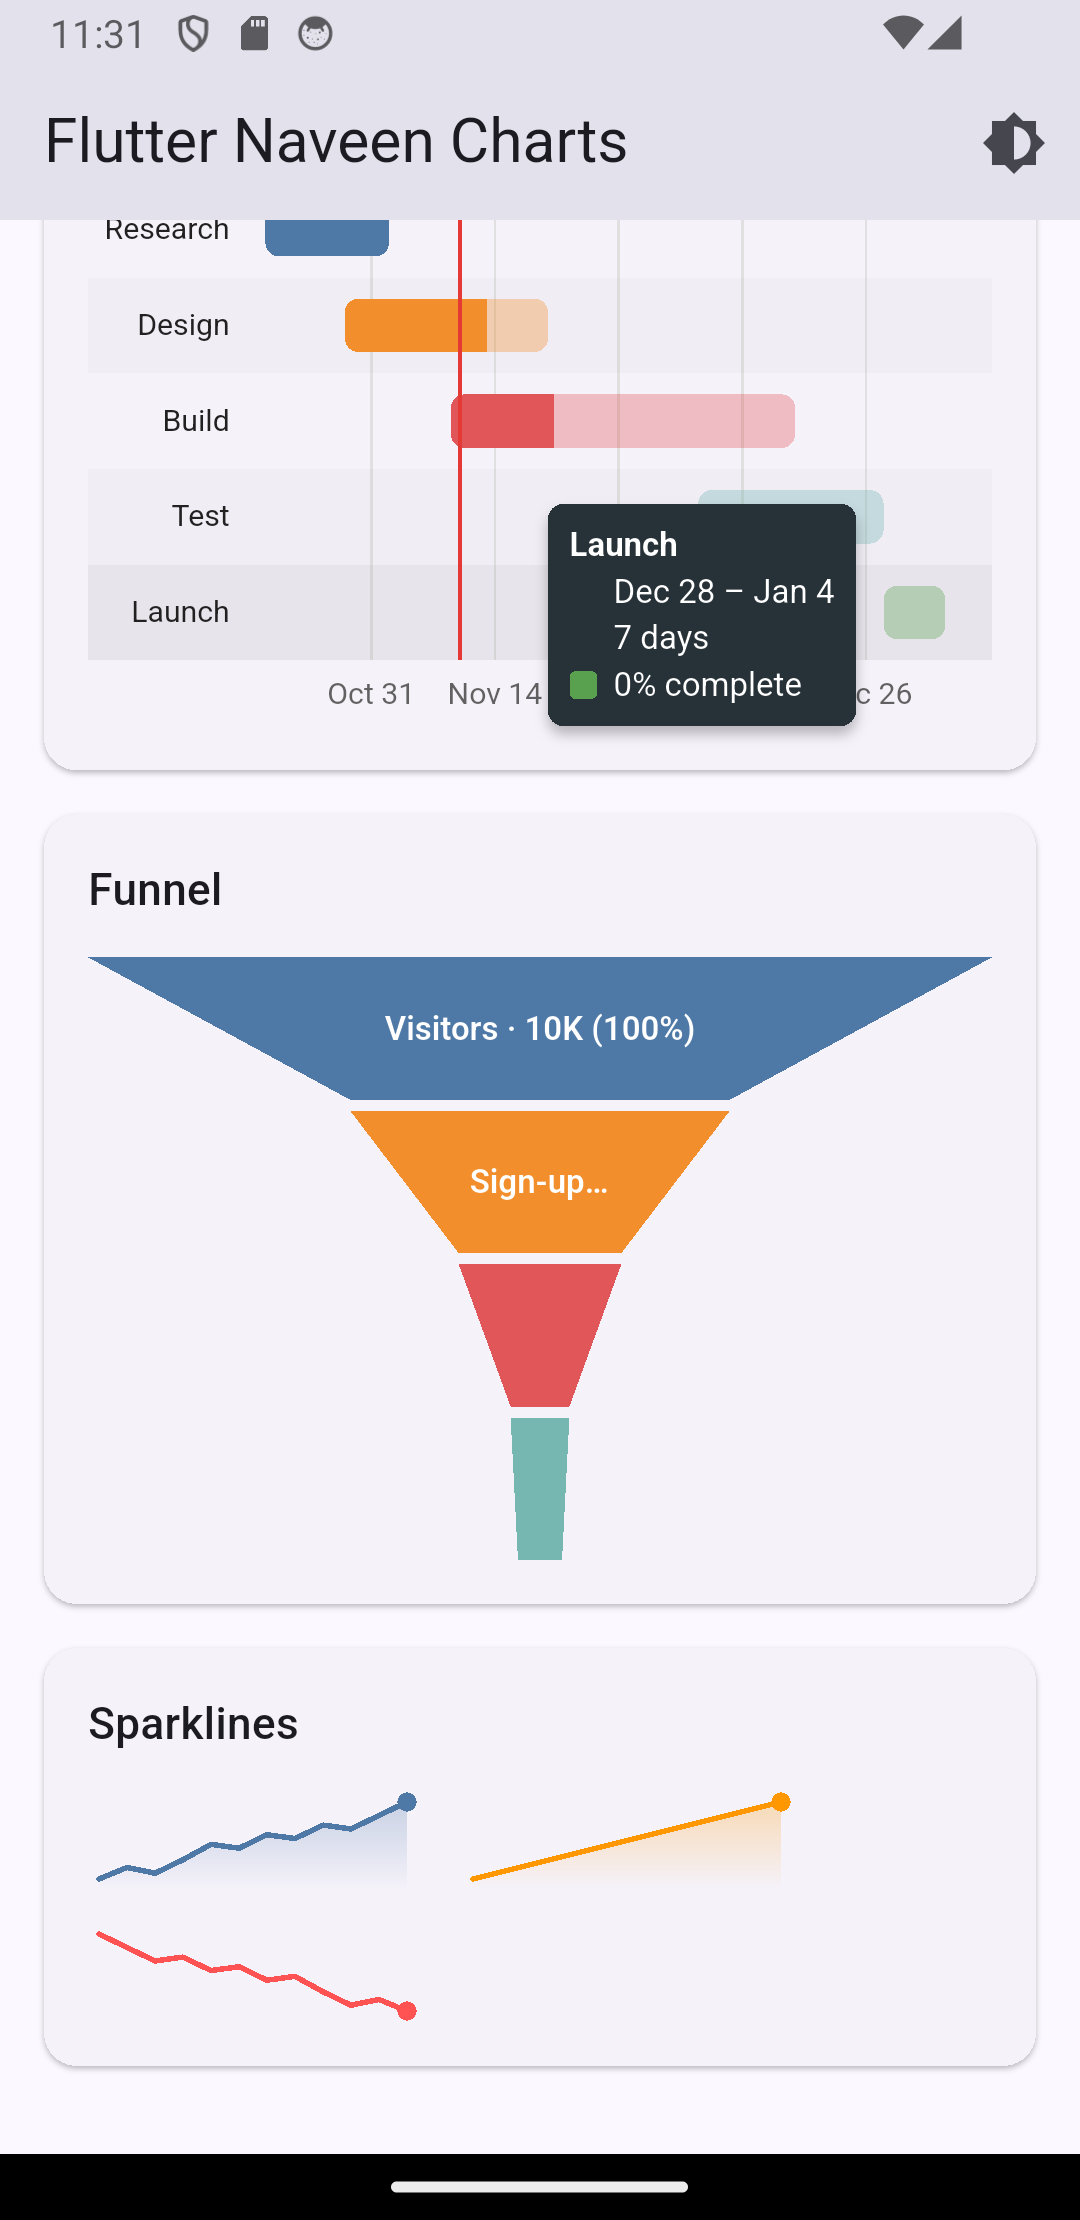 11:31
Flutter Naveen Charts
Research
Design
Build
Test
Launch
Launch
Dec 28 – Jan 4
7 days
0% complete
Oct 31 Nov 14 c 26
Funnel
Visitors · 10K (100%)
Sign-up…
Sparklines